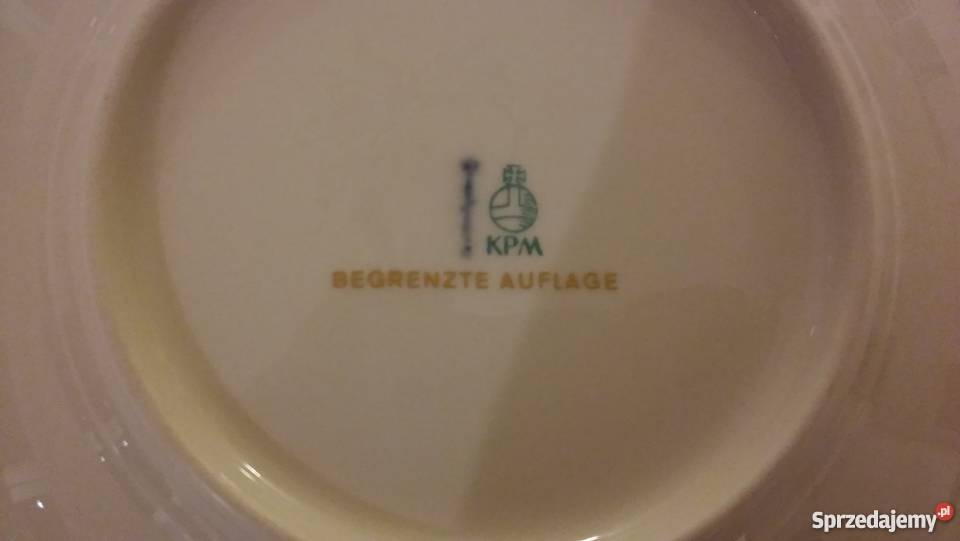 KPM
BEGRENZTE AUFLAGE
Sprzedajemy.pl